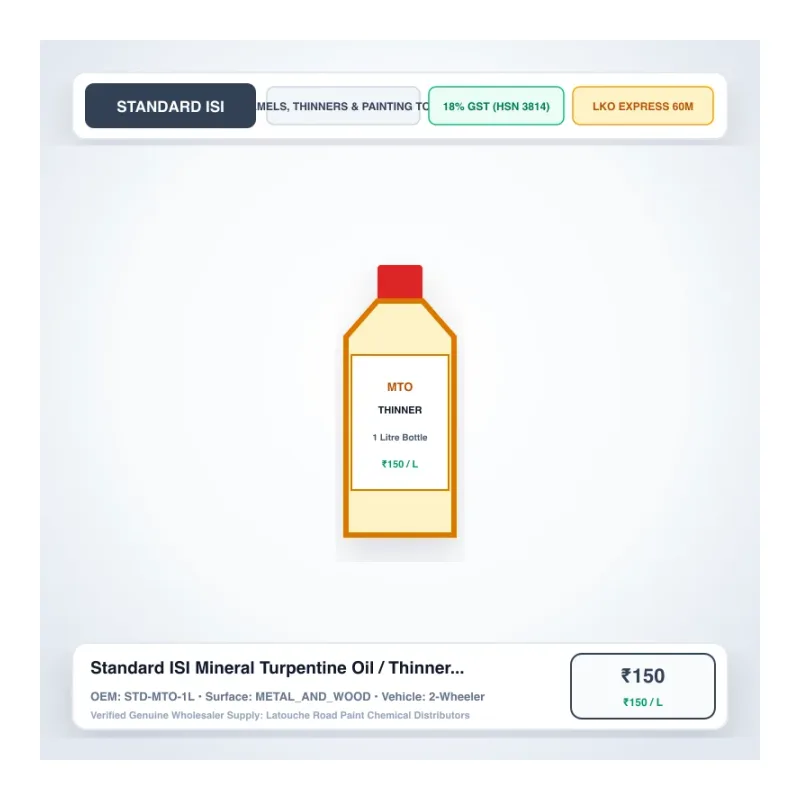 STANDARD ISI
MELS, THINNERS & PAINTING TO
18% GST (HSN 3814)
LKO EXPRESS 60M
MTO
THINNER
1 Litre Bottle
₹150 / L
Standard ISI Mineral Turpentine Oil / Thinner...
OEM: STD-MTO-1L • Surface: METAL_AND_WOOD • Vehicle: 2-Wheeler
Verified Genuine Wholesaler Supply: Latouche Road Paint Chemical Distributors
₹150
₹150 / L